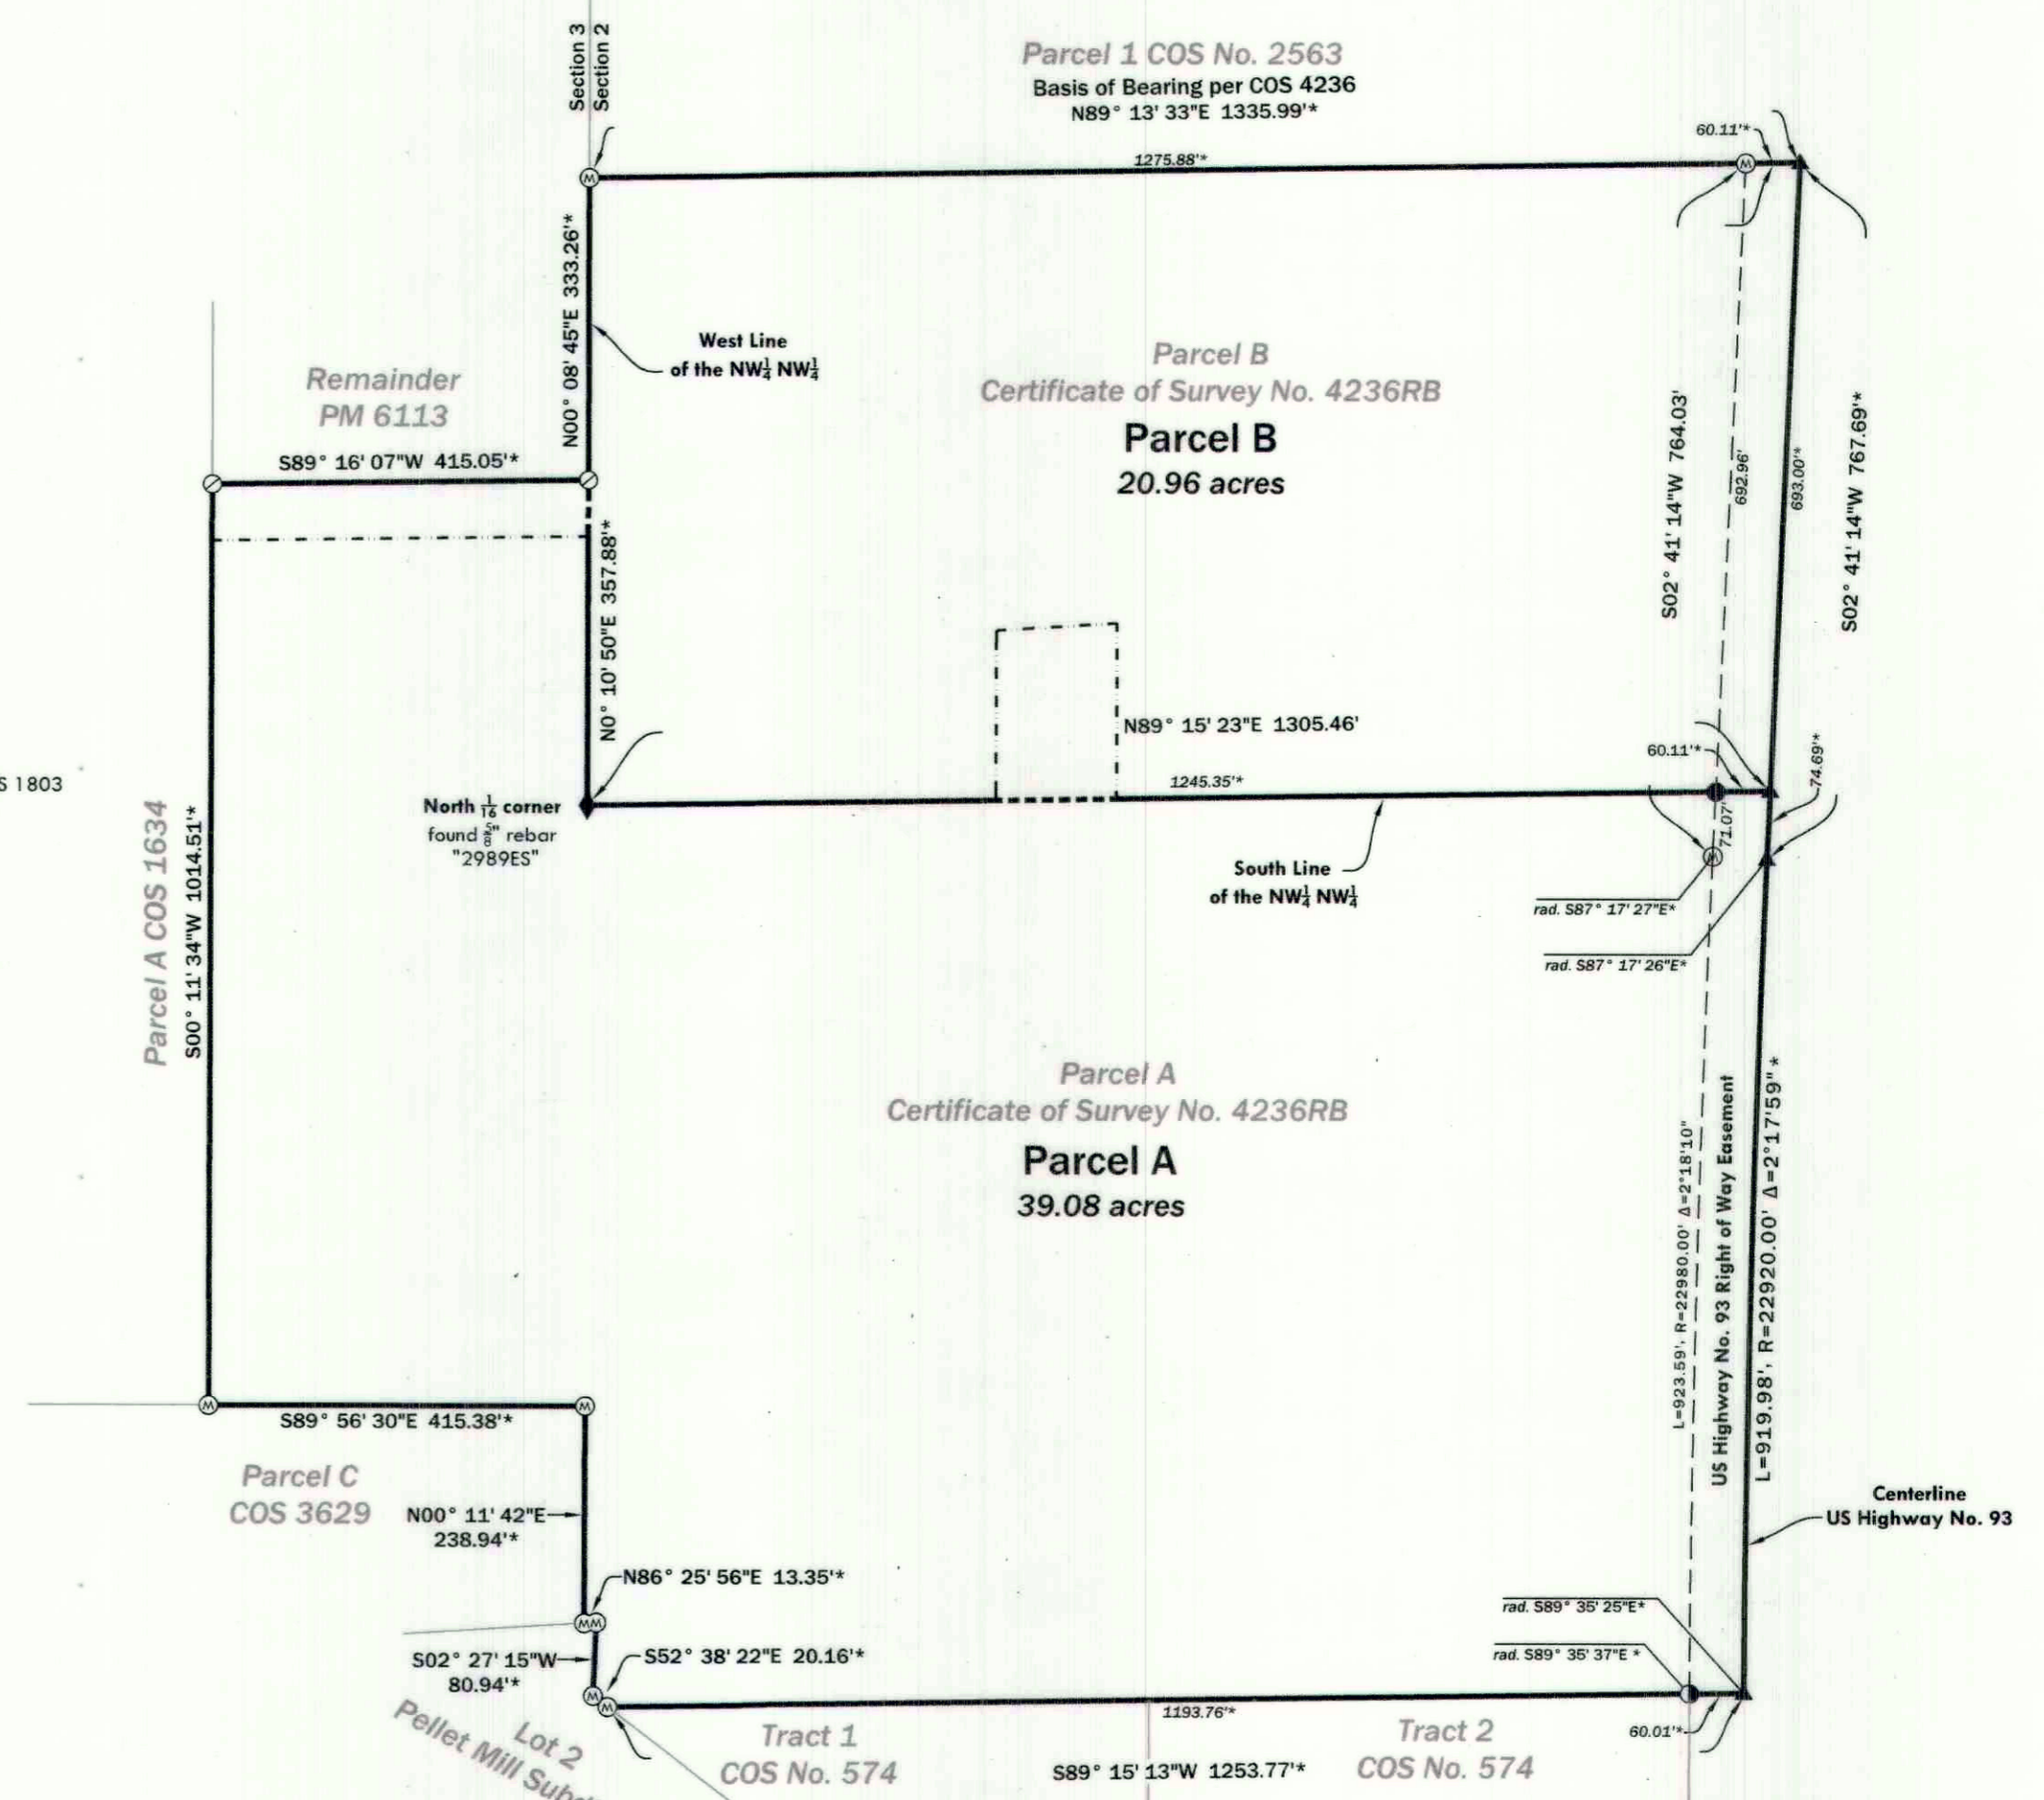 Section 3
Section 2
Parcel 1 COS No. 2563
Basis of Bearing per COS 4236
N89° 13' 33"E 1335.99'*
60.11'*
1275.88'*
M
M
N00° 08' 45"E 333.26'*
West Line
of the NW¼ NW¼
Remainder
PM 6113
S89° 16' 07"W 415.05'*
Parcel B
Certificate of Survey No. 4236RB
Parcel B
20.96 acres
S02° 41' 14"W 764.03'
692.96'
693.00'*
S02° 41' 14"W 767.69'*
N0° 10' 50"E 357.88'*
N89° 15' 23"E 1305.46'
1245.35'*
60.11'*
74.69'*
71.07'
M
S 1803
North 1/16 corner
found ⅝" rebar
"2989ES"
South Line
of the NW¼ NW¼
rad. S87° 17' 27"E*
rad. S87° 17' 26"E*
Parcel A COS 1634
S00° 11' 34"W 1014.51'*
Parcel A
Certificate of Survey No. 4236RB
Parcel A
39.08 acres
L=923.59', R=22980.00' Δ=2°18'10"
US Highway No. 93 Right of Way Easement
L=919.98', R=22920.00' Δ=2°17'59"*
M
M
S89° 56' 30"E 415.38'*
Parcel C
COS 3629
N00° 11' 42"E
238.94'*
Centerline
US Highway No. 93
N86° 25' 56"E 13.35'*
MM
S02° 27' 15"W
80.94'*
S52° 38' 22"E 20.16'*
M
M
rad. S89° 35' 25"E*
rad. S89° 35' 37"E *
Lot 2
Pellet Mill
Tract 1
COS No. 574
1193.76'*
S89° 15' 13"W 1253.77'*
Tract 2
COS No. 574
60.01'*